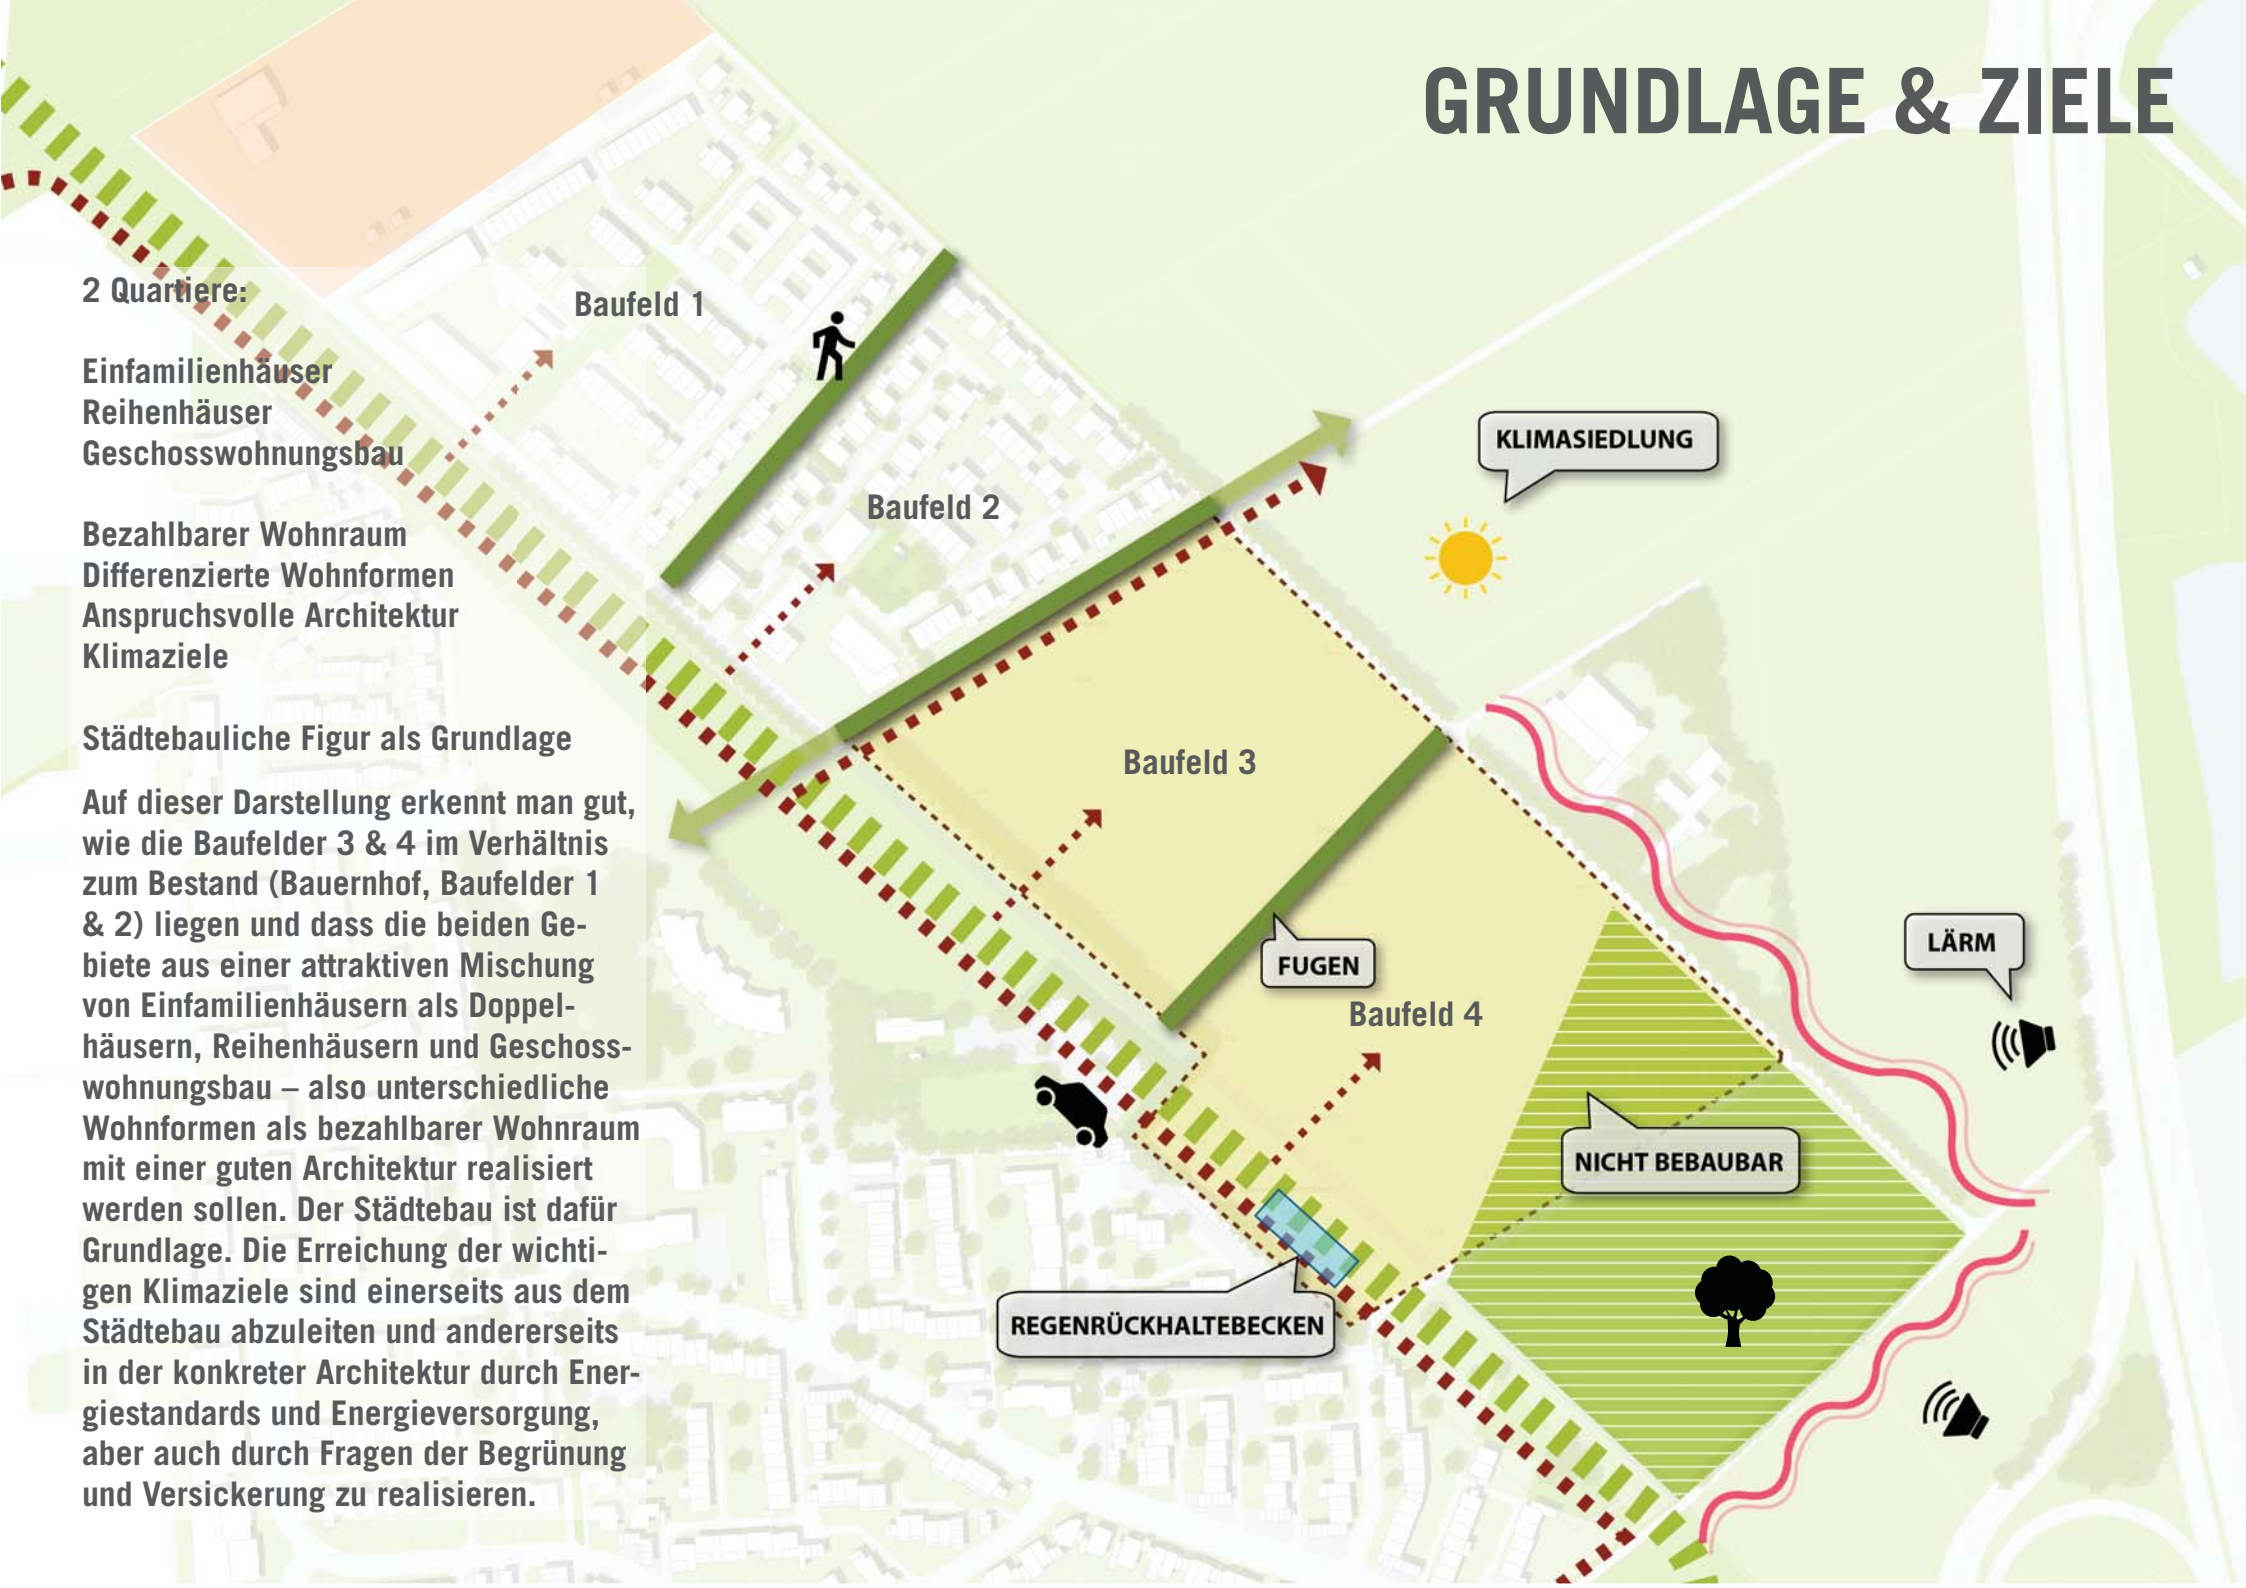 GRUNDLAGE & ZIELE
2 Quartiere:
Einfamilienhäuser
Reihenhäuser
Geschosswohnungsbau
Bezahlbarer Wohnraum
Differenzierte Wohnformen
Anspruchsvolle Architektur
Klimaziele
Städtebauliche Figur als Grundlage
Auf dieser Darstellung erkennt man gut,
wie die Baufelder 3 & 4 im Verhältnis
zum Bestand (Bauernhof, Baufelder 1
& 2) liegen und dass die beiden Ge-
biete aus einer attraktiven Mischung
von Einfamilienhäusern als Doppel-
häusern, Reihenhäusern und Geschoss-
wohnungsbau – also unterschiedliche
Wohnformen als bezahlbarer Wohnraum
mit einer guten Architektur realisiert
werden sollen. Der Städtebau ist dafür
Grundlage. Die Erreichung der wichti-
gen Klimaziele sind einerseits aus dem
Städtebau abzuleiten und andererseits
in der konkreter Architektur durch Ener-
giestandards und Energieversorgung,
aber auch durch Fragen der Begrünung
und Versickerung zu realisieren.
Baufeld 1
Baufeld 2
KLIMASIEDLUNG
Baufeld 3
FUGEN
LÄRM
Baufeld 4
NICHT BEBAUBAR
REGENRÜCKHALTEBECKEN